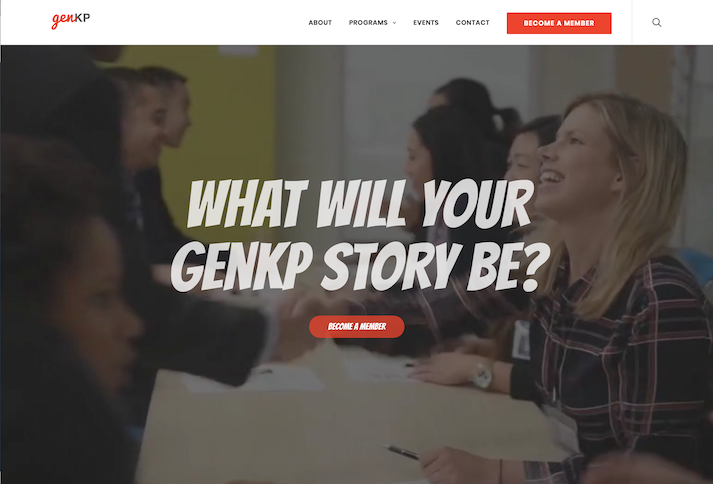 genKP
ABOUT PROGRAMS EVENTS CONTACT BECOME A MEMBER
WHAT WILL YOUR
GENKP STORY BE?
BECOME A MEMBER